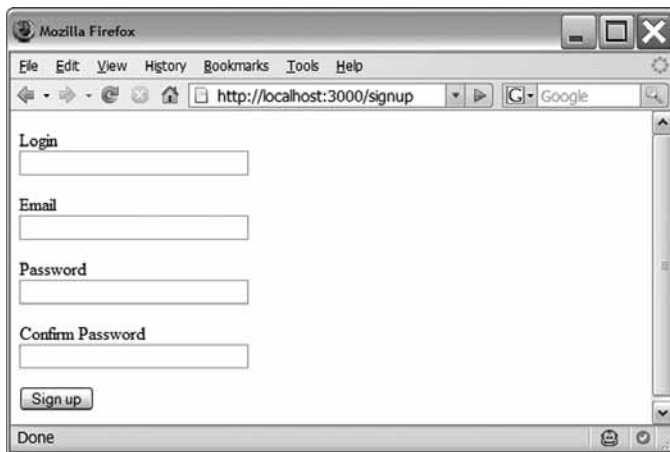 Mozilla Firefox
File Edit View History Bookmarks Tools Help
http://localhost:3000/signup G Google
Login
Email
Password
Confirm Password
Sign up
Done